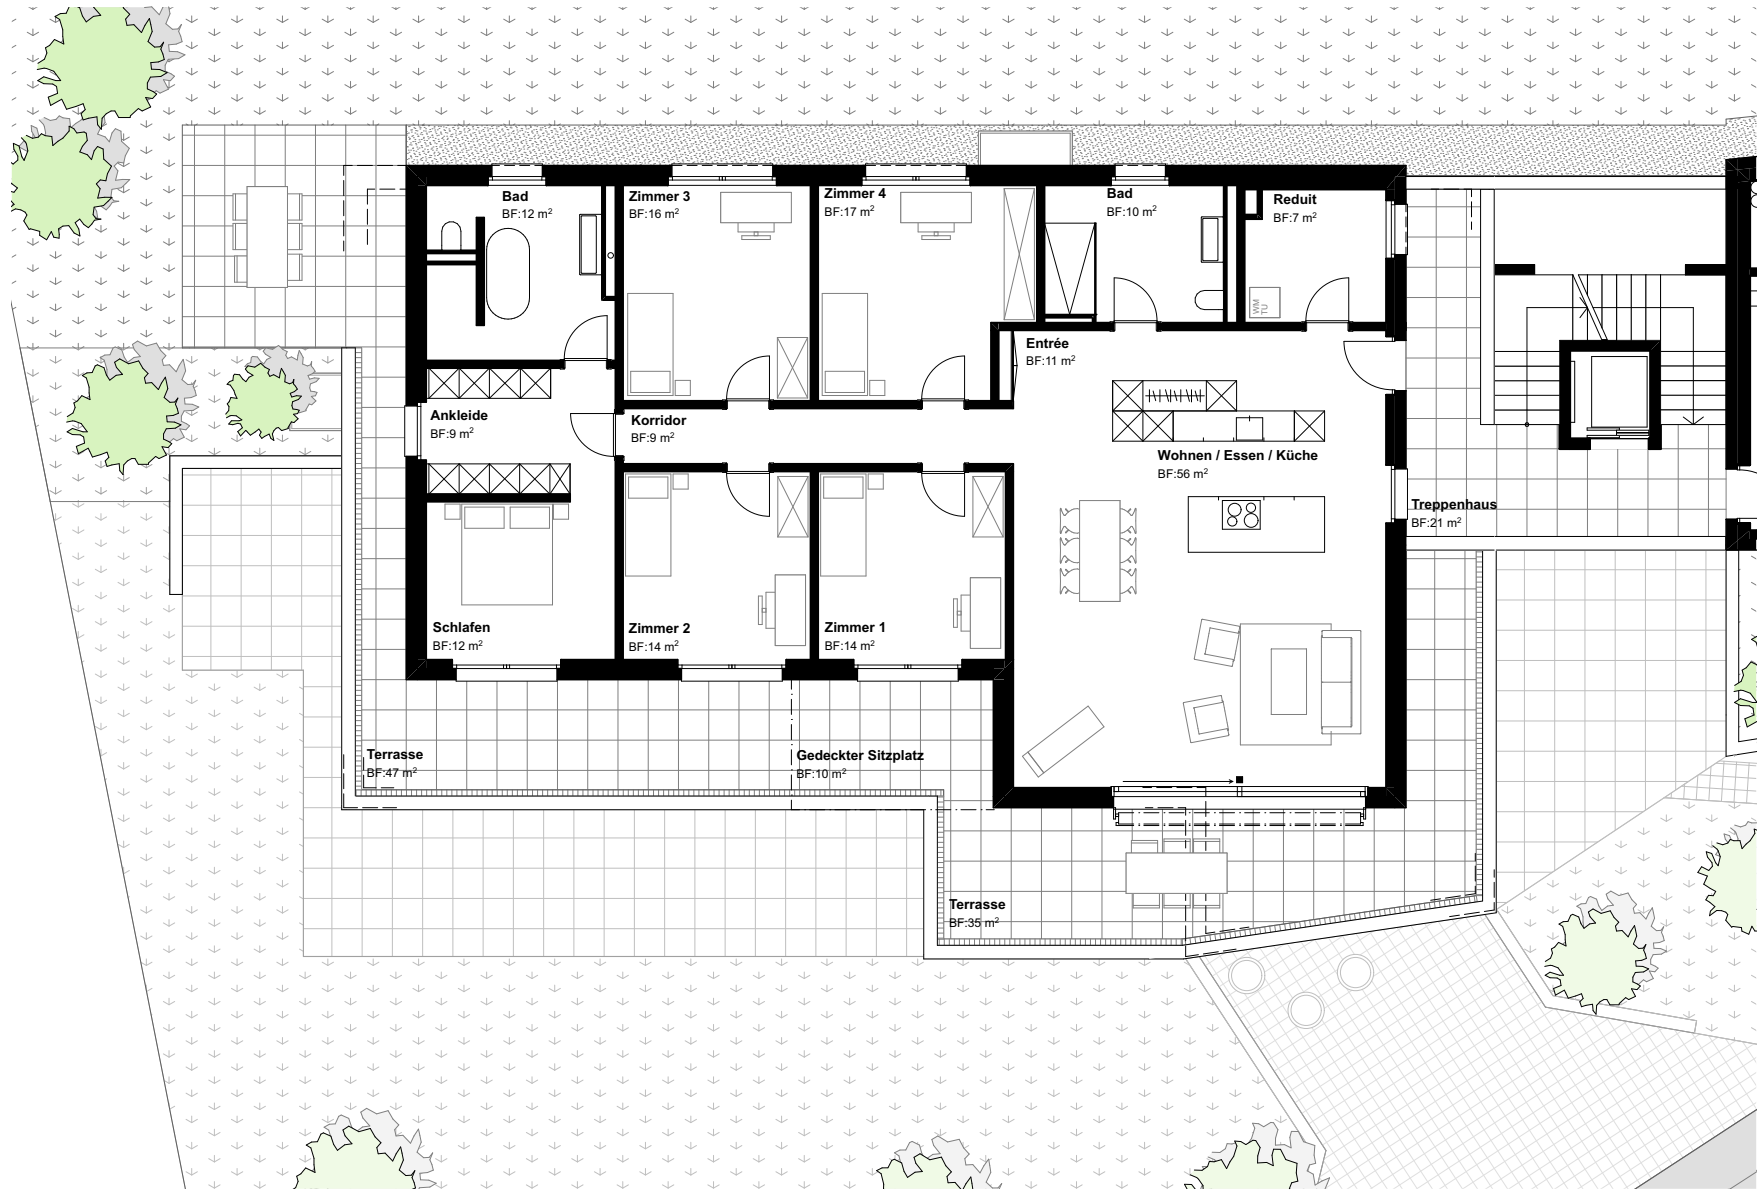 Bad
BF:12 m²
Zimmer 3
BF:16 m²
Zimmer 4
BF:17 m²
Bad
BF:10 m²
Reduit
BF:7 m²
WM
TU
Entrée
BF:11 m²
Ankleide
BF:9 m²
Korridor
BF:9 m²
Wohnen / Essen / Küche
BF:56 m²
Treppenhaus
BF:21 m²
Schlafen
BF:12 m²
Zimmer 2
BF:14 m²
Zimmer 1
BF:14 m²
Terrasse
BF:47 m²
Gedeckter Sitzplatz
BF:10 m²
Terrasse
BF:35 m²